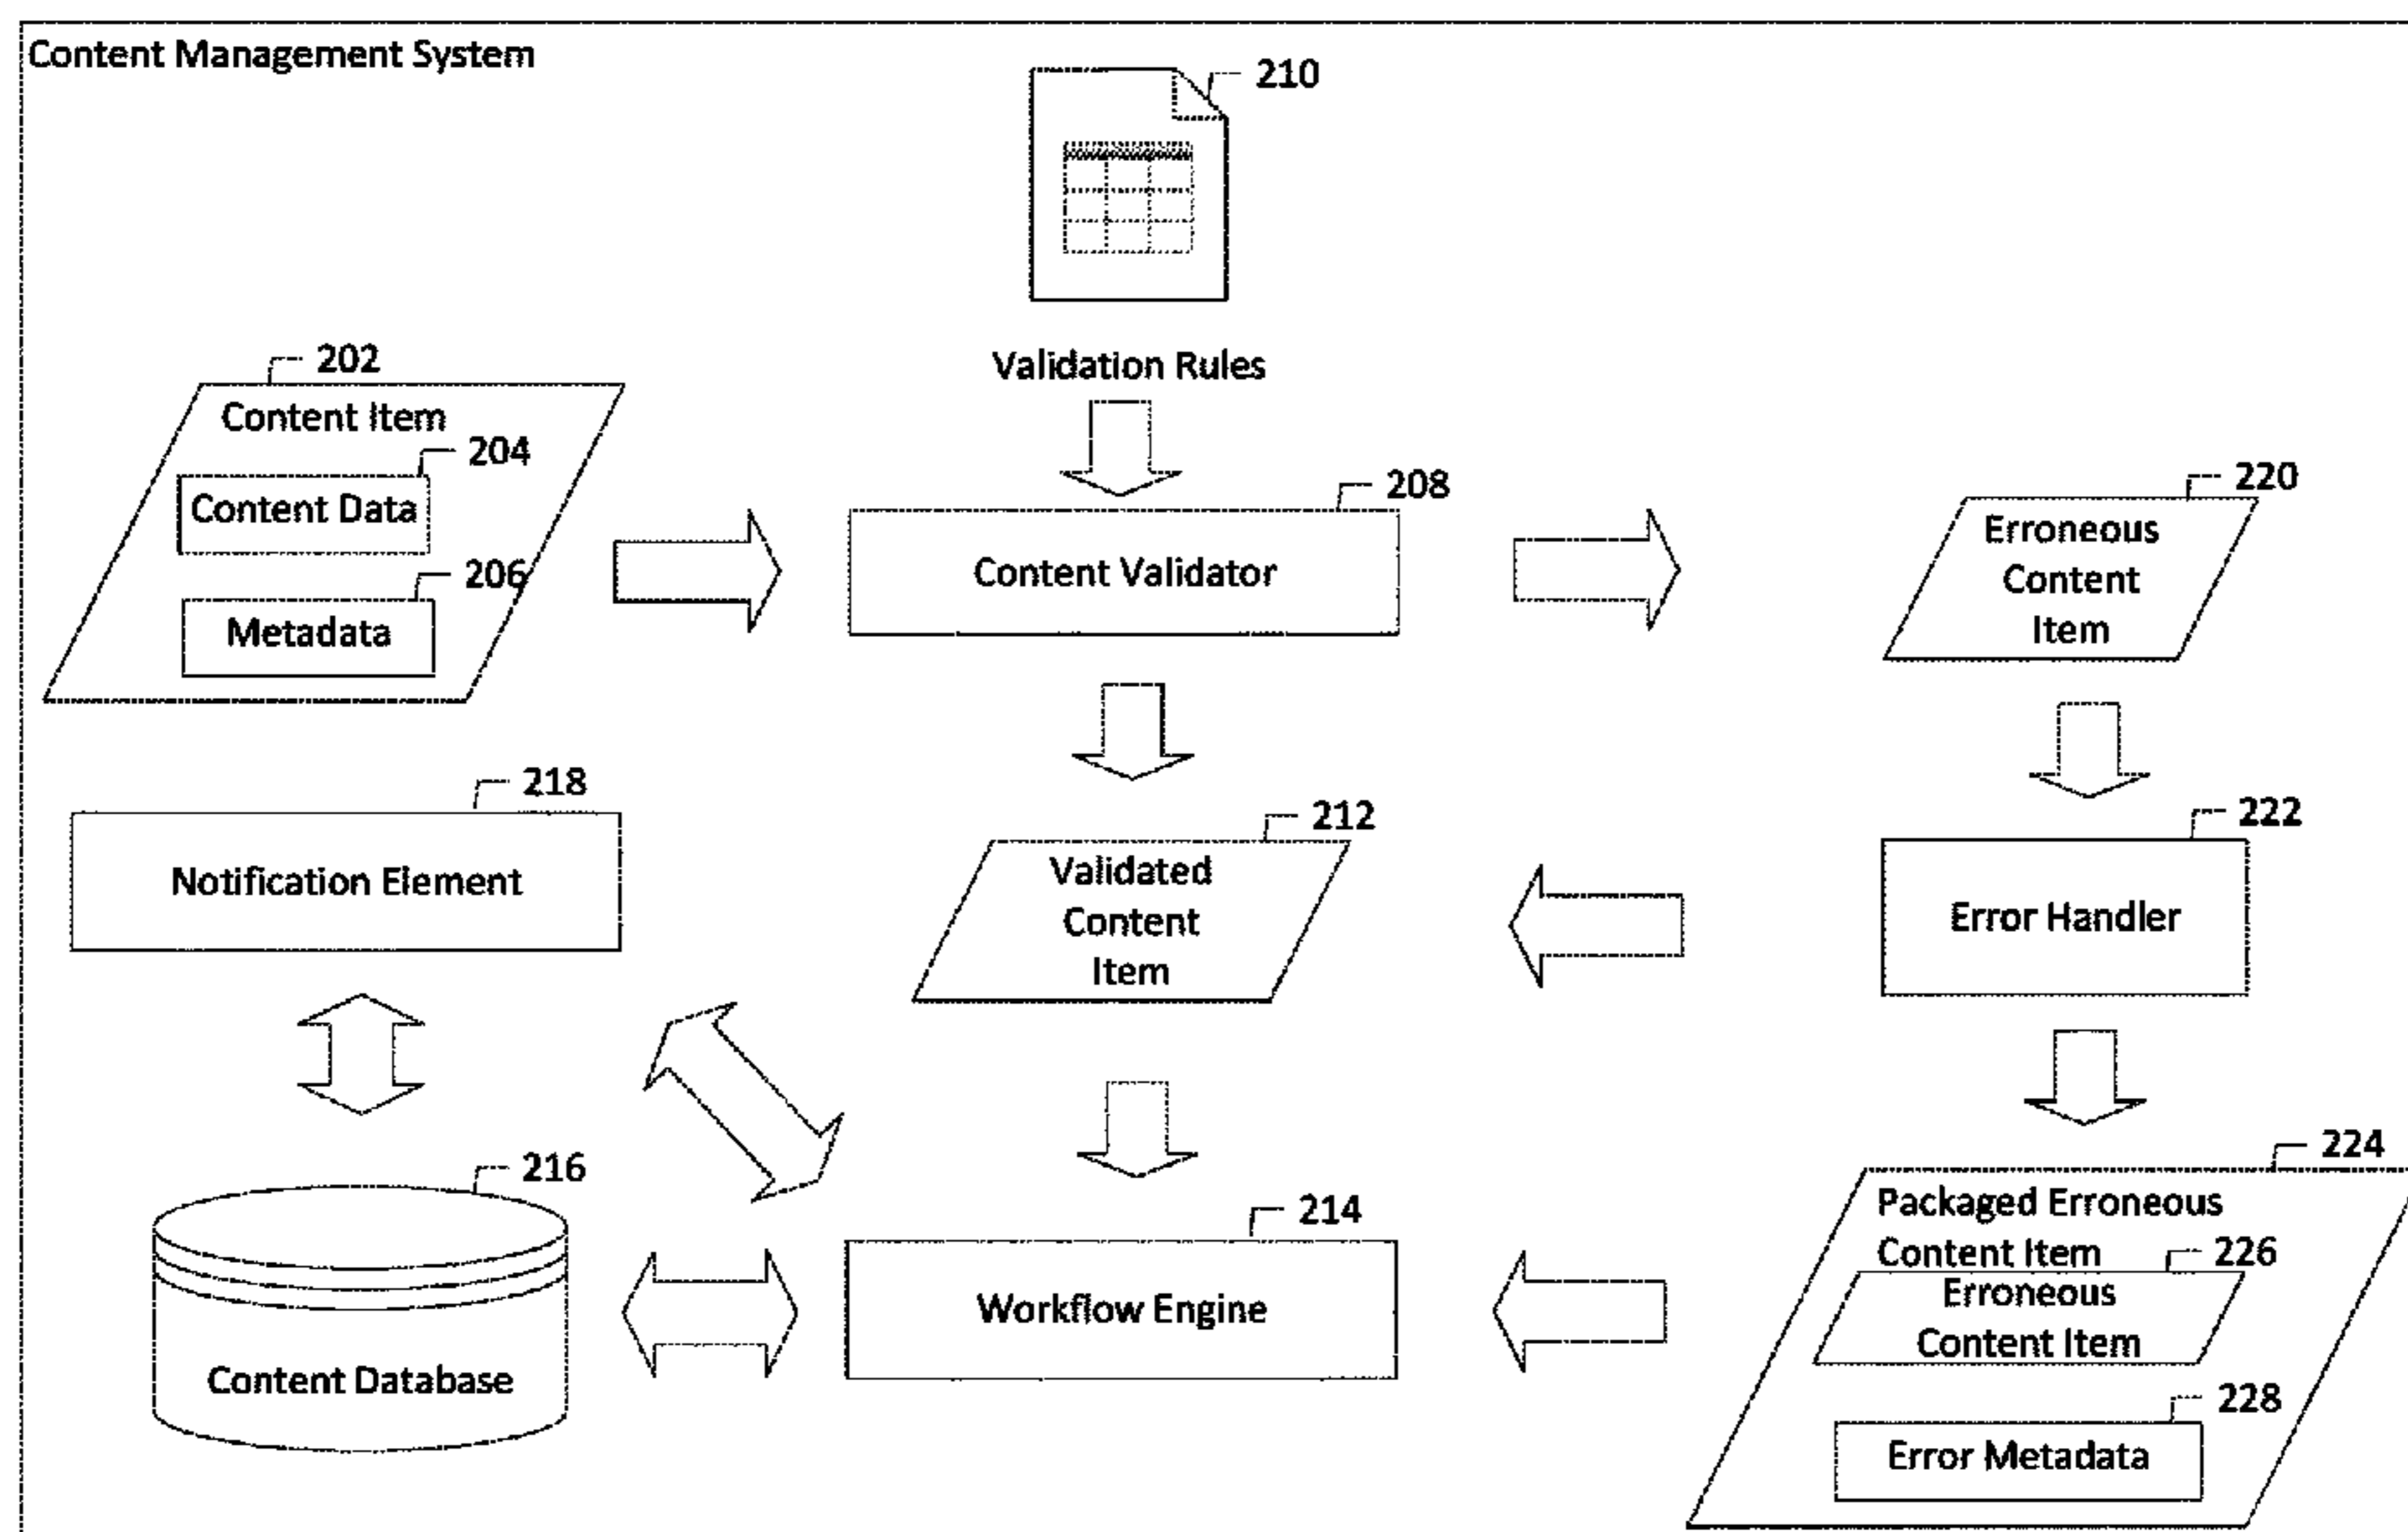 Content Management System
210
Validation Rules
202
Content Item
204
Content Data
206
Metadata
208
Content Validator
220
Erroneous
Content
Item
218
Notification Element
212
Validated
Content
Item
222
Error Handler
216
Content Database
214
Workflow Engine
224
Packaged Erroneous
Content Item
226
Erroneous
Content Item
228
Error Metadata